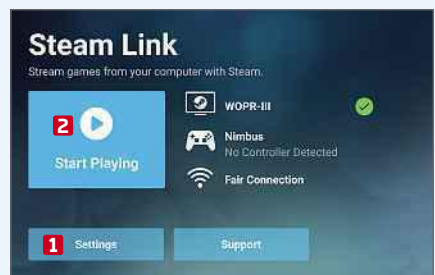 Steam Link
Stream games from your computer with Steam.
WOPR-III
2
Nimbus
No Controller Detected
Start Playing
Fair Connection
1 Settings
Support